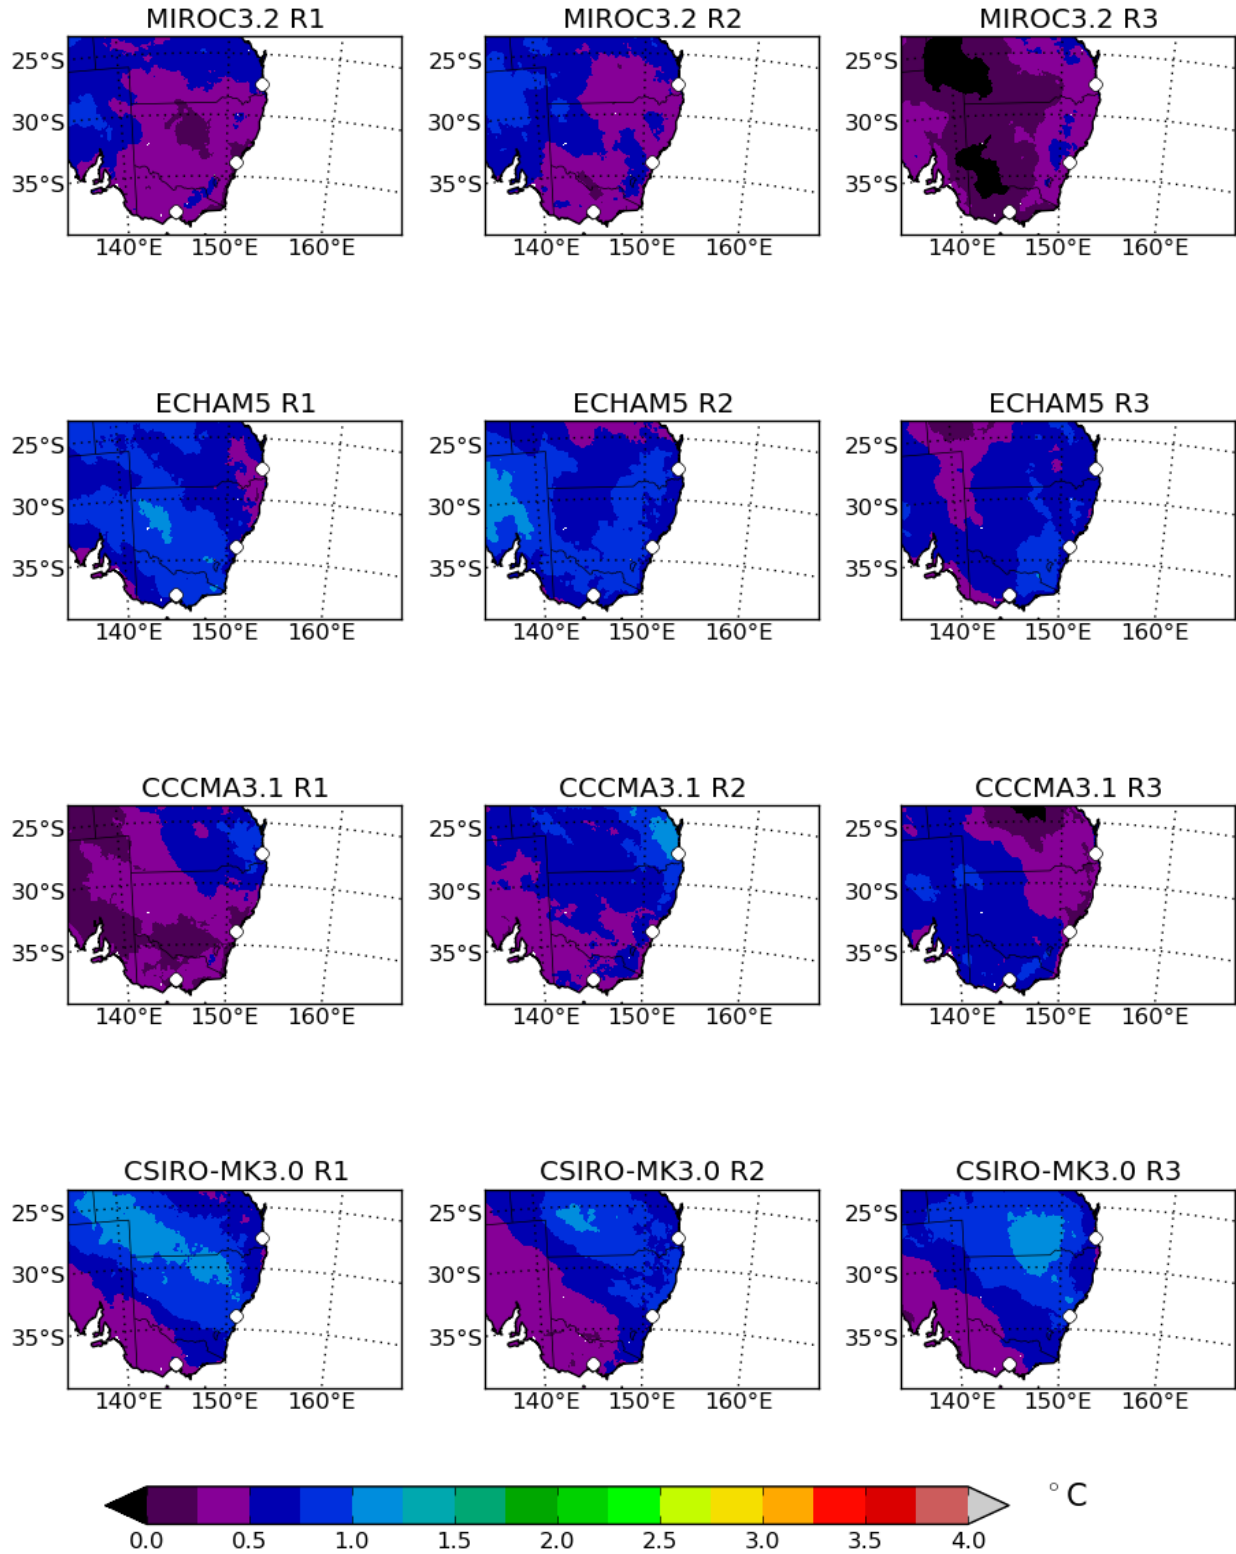 MIROC3.2 R1 MIROC3.2 R2 MIROC3.2 R3
25°S 25°S 25°S
30°S 30°S 30°S
35°S 35°S 35°S
140°E 150°E 160°E 140°E 150°E 160°E 140°E 150°E 160°E
ECHAM5 R1 ECHAM5 R2 ECHAM5 R3
25°S 25°S 25°S
30°S 30°S 30°S
35°S 35°S 35°S
140°E 150°E 160°E 140°E 150°E 160°E 140°E 150°E 160°E
CCCMA3.1 R1 CCCMA3.1 R2 CCCMA3.1 R3
25°S 25°S 25°S
30°S 30°S 30°S
35°S 35°S 35°S
140°E 150°E 160°E 140°E 150°E 160°E 140°E 150°E 160°E
CSIRO-MK3.0 R1 CSIRO-MK3.0 R2 CSIRO-MK3.0 R3
25°S 25°S 25°S
30°S 30°S 30°S
35°S 35°S 35°S
140°E 150°E 160°E 140°E 150°E 160°E 140°E 150°E 160°E
°C
0.0 0.5 1.0 1.5 2.0 2.5 3.0 3.5 4.0